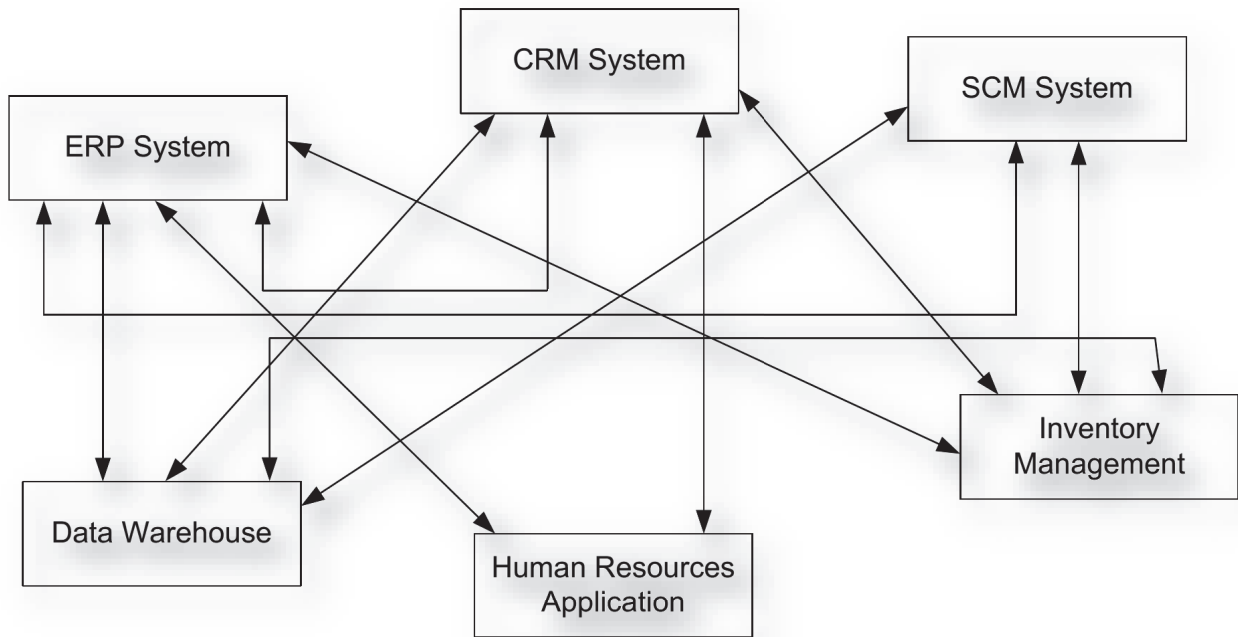 CRM System
SCM System
ERP System
Inventory
Management
Data Warehouse
Human Resources
Application